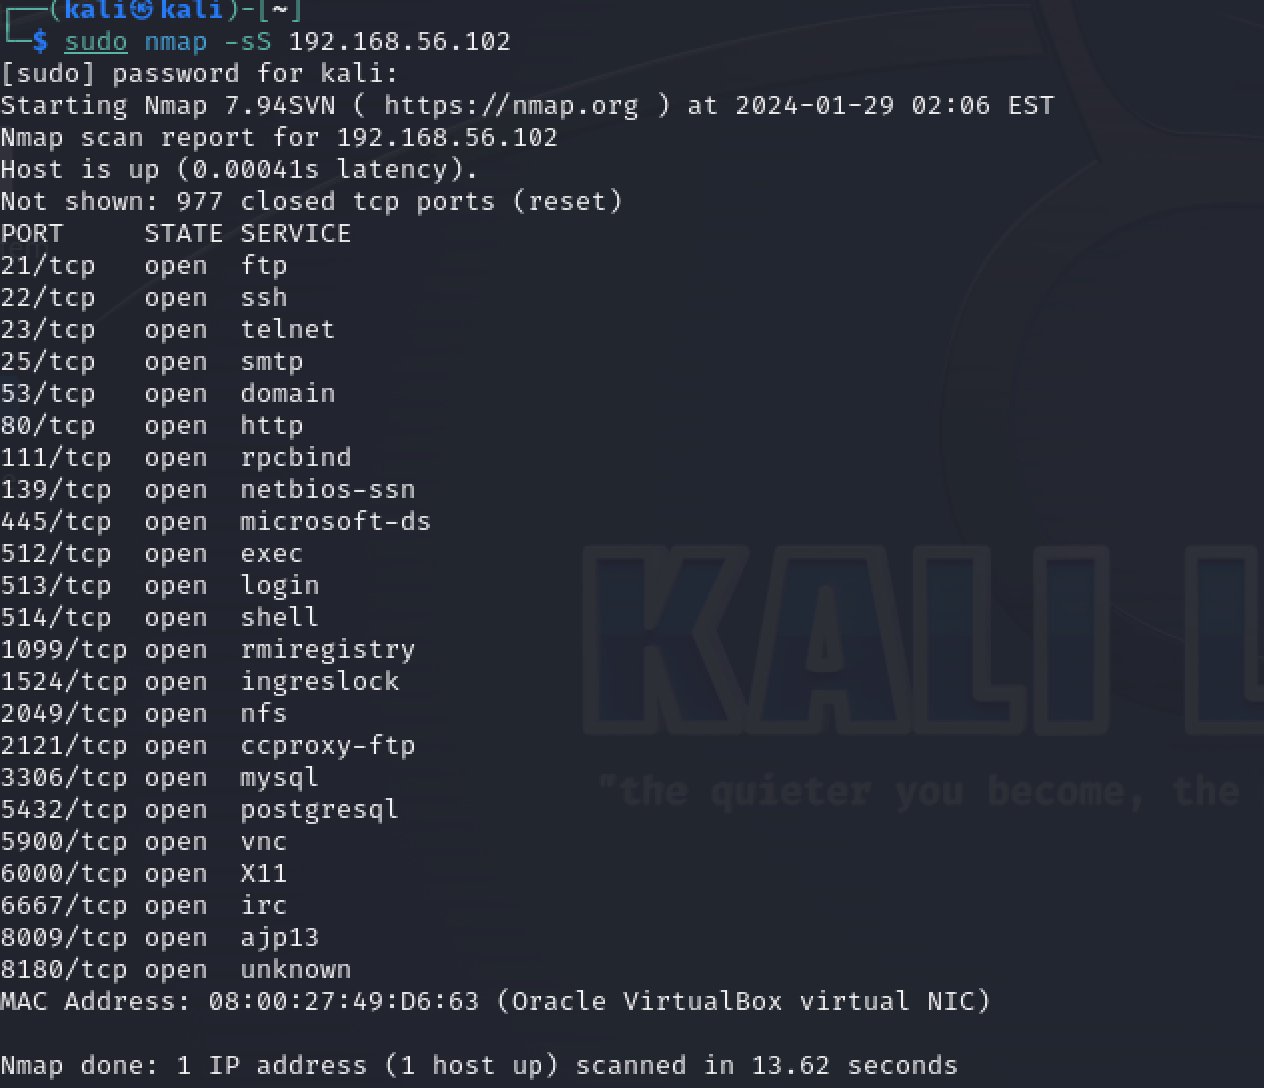 (kali㉿kali)-[~]
$ sudo nmap -sS 192.168.56.102
[sudo] password for kali:
Starting Nmap 7.94SVN ( https://nmap.org ) at 2024-01-29 02:06 EST
Nmap scan report for 192.168.56.102
Host is up (0.00041s latency).
Not shown: 977 closed tcp ports (reset)
PORT     STATE SERVICE
21/tcp   open  ftp
22/tcp   open  ssh
23/tcp   open  telnet
25/tcp   open  smtp
53/tcp   open  domain
80/tcp   open  http
111/tcp  open  rpcbind
139/tcp  open  netbios-ssn
445/tcp  open  microsoft-ds
512/tcp  open  exec
513/tcp  open  login
514/tcp  open  shell
1099/tcp open  rmiregistry
1524/tcp open  ingreslock
2049/tcp open  nfs
2121/tcp open  ccproxy-ftp
3306/tcp open  mysql
5432/tcp open  postgresql
5900/tcp open  vnc
6000/tcp open  X11
6667/tcp open  irc
8009/tcp open  ajp13
8180/tcp open  unknown
MAC Address: 08:00:27:49:D6:63 (Oracle VirtualBox virtual NIC)
Nmap done: 1 IP address (1 host up) scanned in 13.62 seconds
KALI L
"the quieter you become, the